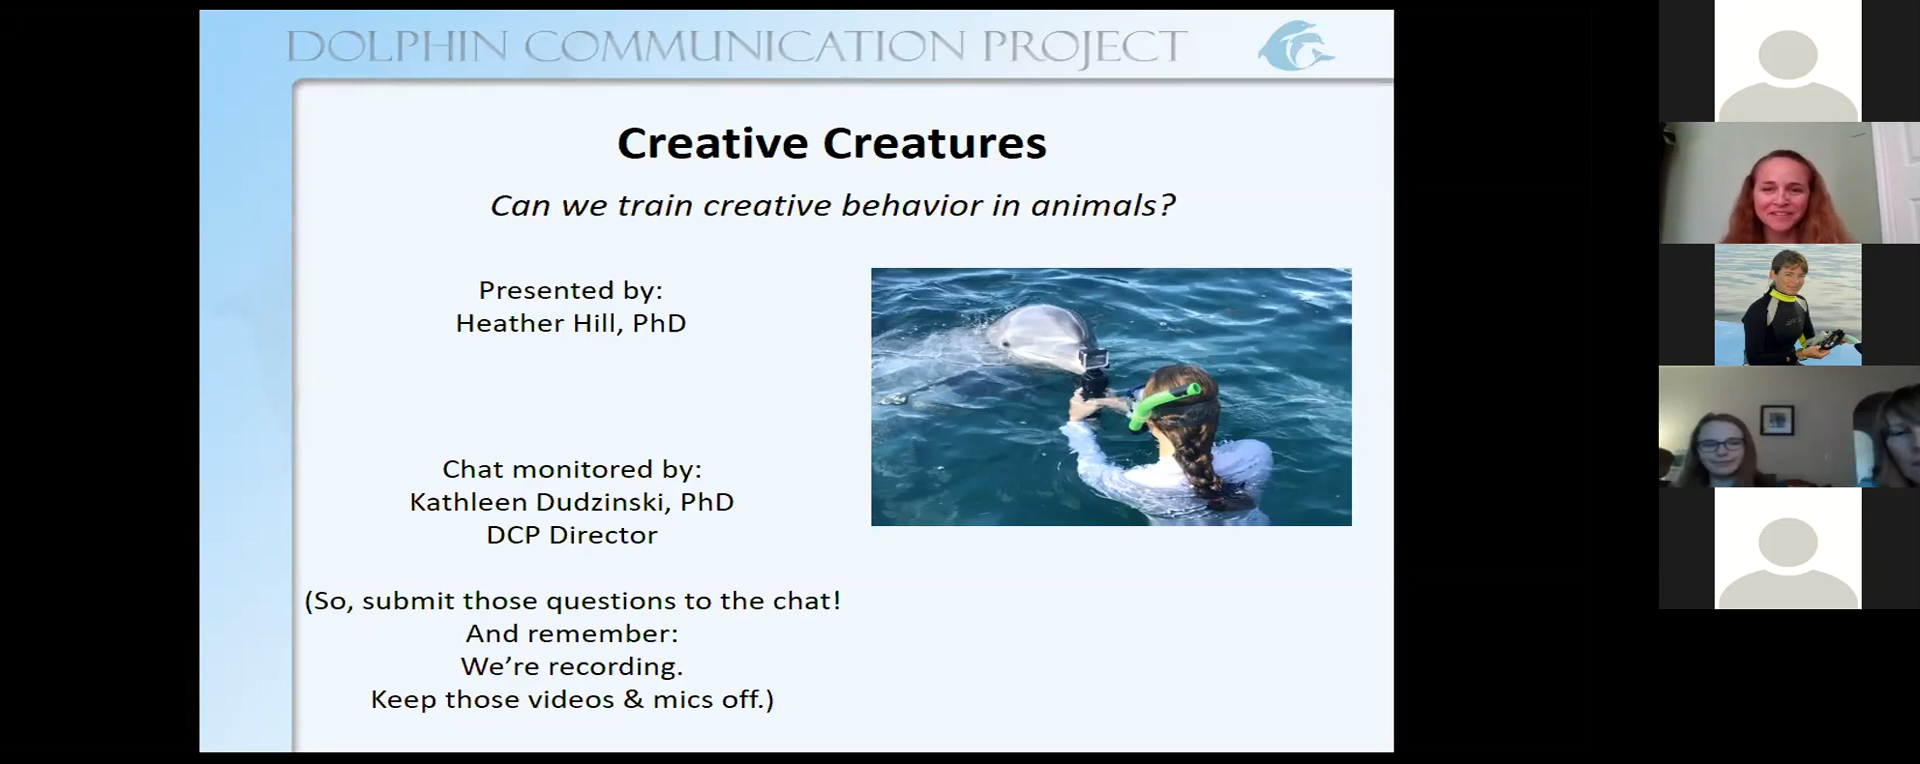 DOLPHIN COMMUNICATION PROJECT
Creative Creatures
Can we train creative behavior in animals?
Presented by:
Heather Hill, PhD
Chat monitored by:
Kathleen Dudzinski, PhD
DCP Director
(So, submit those questions to the chat!
And remember:
We’re recording.
Keep those videos & mics off.)